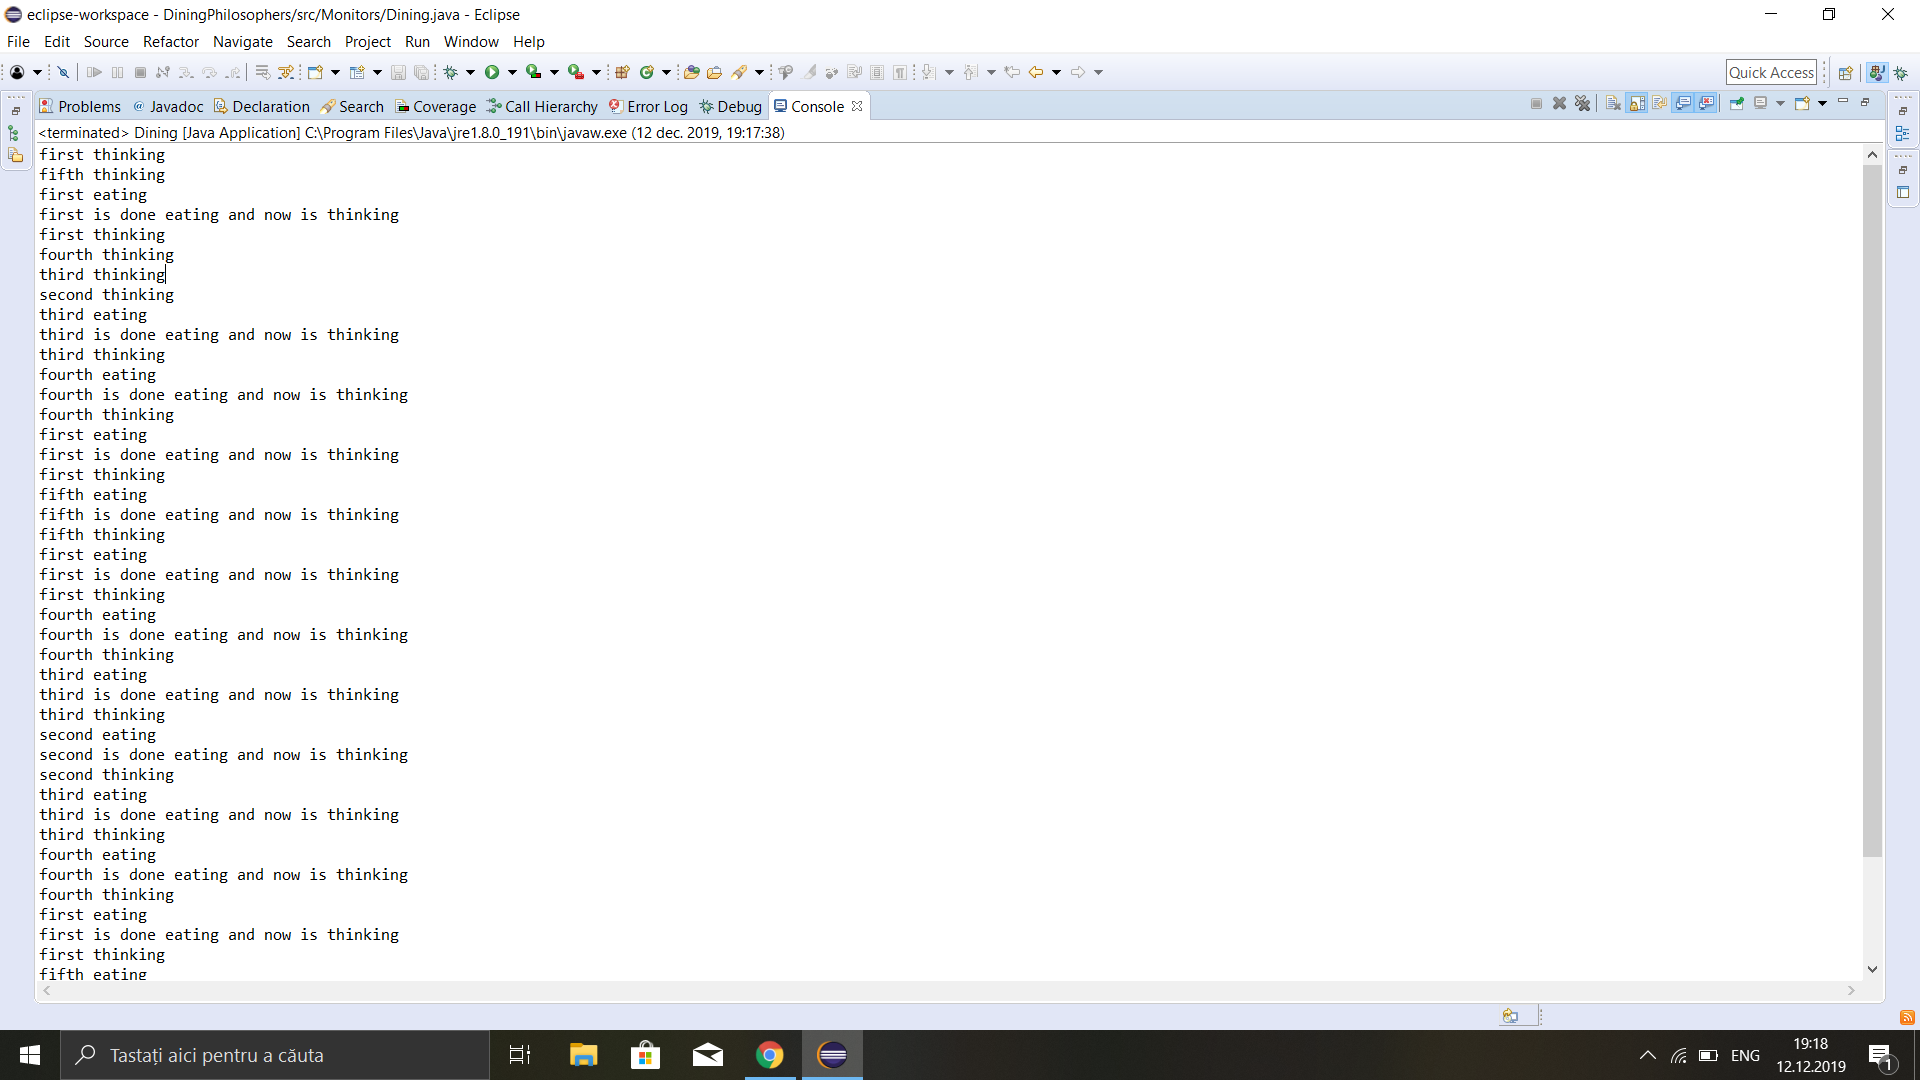 eclipse-workspace - DiningPhilosophers/src/Monitors/Dining.java - Eclipse
File Edit Source Refactor Navigate Search Project Run Window Help
Quick Access
Problems @ Javadoc Declaration Search Coverage Call Hierarchy Error Log Debug Console
<terminated> Dining [Java Application] C:\Program Files\Java\jre1.8.0_191\bin\javaw.exe (12 dec. 2019, 19:17:38)
first thinking
fifth thinking
first eating
first is done eating and now is thinking
first thinking
fourth thinking
third thinking
second thinking
third eating
third is done eating and now is thinking
third thinking
fourth eating
fourth is done eating and now is thinking
fourth thinking
first eating
first is done eating and now is thinking
first thinking
fifth eating
fifth is done eating and now is thinking
fifth thinking
first eating
first is done eating and now is thinking
first thinking
fourth eating
fourth is done eating and now is thinking
fourth thinking
third eating
third is done eating and now is thinking
third thinking
second eating
second is done eating and now is thinking
second thinking
third eating
third is done eating and now is thinking
third thinking
fourth eating
fourth is done eating and now is thinking
fourth thinking
first eating
first is done eating and now is thinking
first thinking
fifth eating
Tastați aici pentru a căuta
ENG
19:18
12.12.2019
1